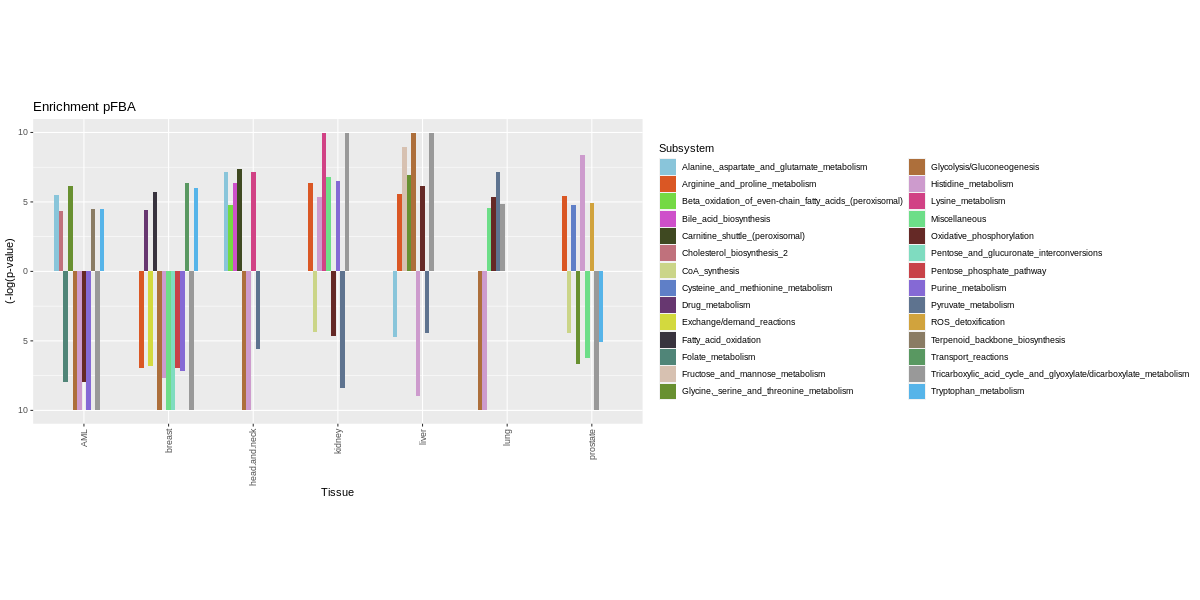 Enrichment pFBA
10
5
0
5
10
(-log(p-value)
AML
breast
head.and.neck
kidney
liver
lung
prostate
Tissue
Subsystem
Alanine,_aspartate_and_glutamate_metabolism
Arginine_and_proline_metabolism
Beta_oxidation_of_even-chain_fatty_acids_(peroxisomal)
Bile_acid_biosynthesis
Carnitine_shuttle_(peroxisomal)
Cholesterol_biosynthesis_2
CoA_synthesis
Cysteine_and_methionine_metabolism
Drug_metabolism
Exchange/demand_reactions
Fatty_acid_oxidation
Folate_metabolism
Fructose_and_mannose_metabolism
Glycine,_serine_and_threonine_metabolism
Glycolysis/Gluconeogenesis
Histidine_metabolism
Lysine_metabolism
Miscellaneous
Oxidative_phosphorylation
Pentose_and_glucuronate_interconversions
Pentose_phosphate_pathway
Purine_metabolism
Pyruvate_metabolism
ROS_detoxification
Terpenoid_backbone_biosynthesis
Transport_reactions
Tricarboxylic_acid_cycle_and_glyoxylate/dicarboxylate_metabolism
Tryptophan_metabolism